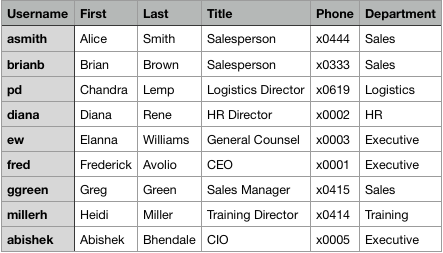 Username First Last Title Phone Department
asmith Alice Smith Salesperson x0444 Sales
brianb Brian Brown Salesperson x0333 Sales
pd Chandra Lemp Logistics Director x0619 Logistics
diana Diana Rene HR Director x0002 HR
ew Elanna Williams General Counsel x0003 Executive
fred Frederick Avolio CEO x0001 Executive
ggreen Greg Green Sales Manager x0415 Sales
millerh Heidi Miller Training Director x0414 Training
abishek Abishek Bhendale CIO x0005 Executive